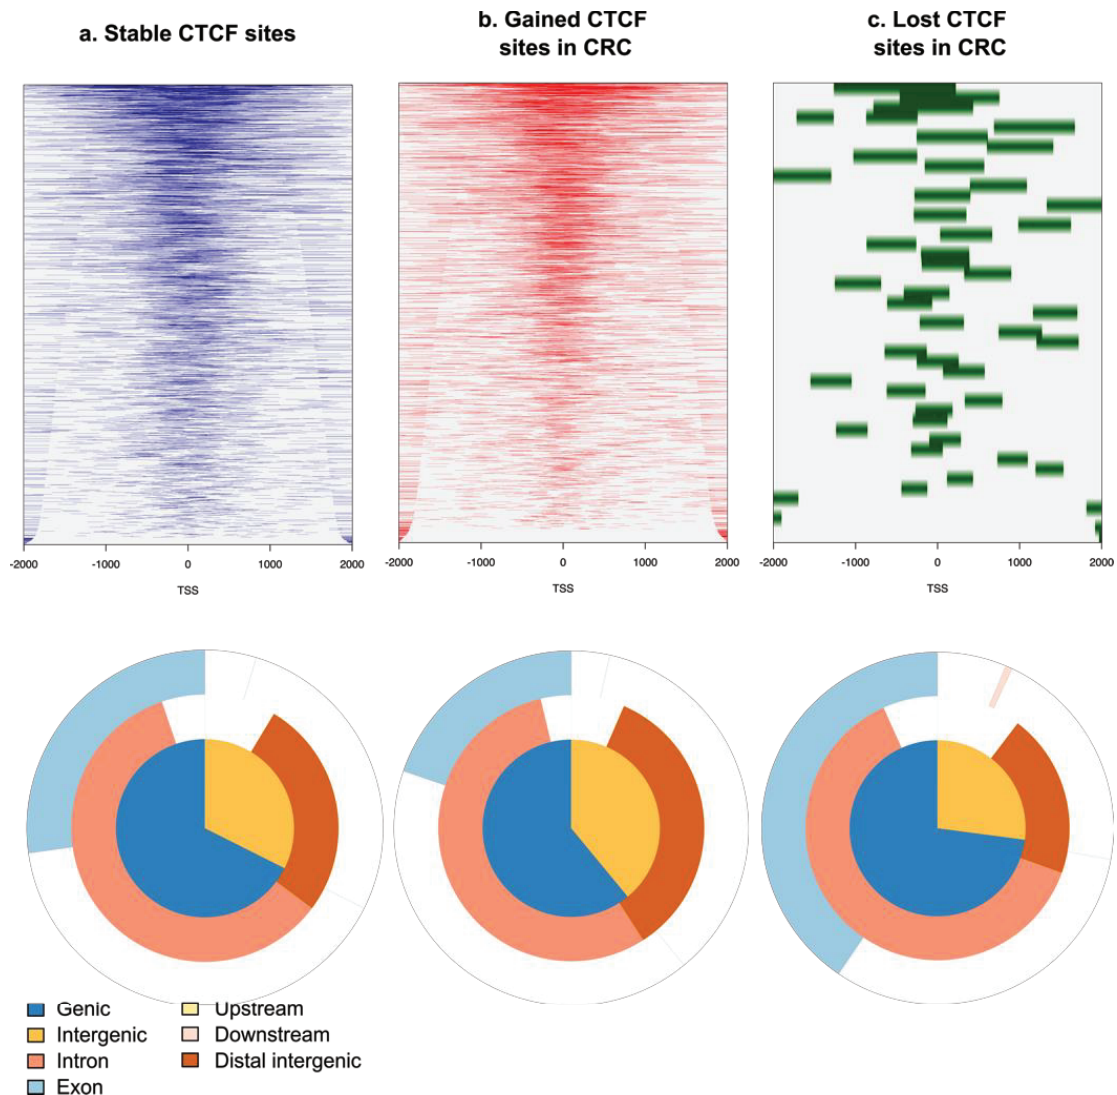 a. Stable CTCF sites
b. Gained CTCF
sites in CRC
c. Lost CTCF
sites in CRC
-2000 -1000 0 1000 2000
TSS
-2000 -1000 0 1000 2000
TSS
-2000 -1000 0 1000 2000
TSS
Genic
Intergenic
Intron
Exon
Upstream
Downstream
Distal intergenic